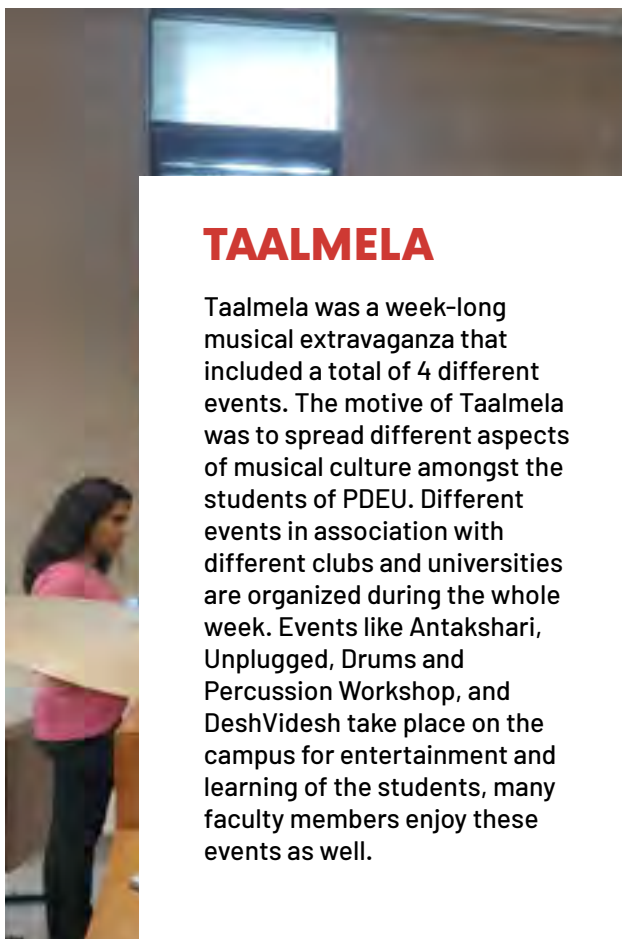 TAALMELA
Taalmela was a week-long
musical extravaganza that
included a total of 4 different
events. The motive of Taalmela
was to spread different aspects
of musical culture amongst the
students of PDEU. Different
events in association with
different clubs and universities
are organized during the whole
week. Events like Antakshari,
Unplugged, Drums and
Percussion Workshop, and
DeshVidesh take place on the
campus for entertainment and
learning of the students, many
faculty members enjoy these
events as well.